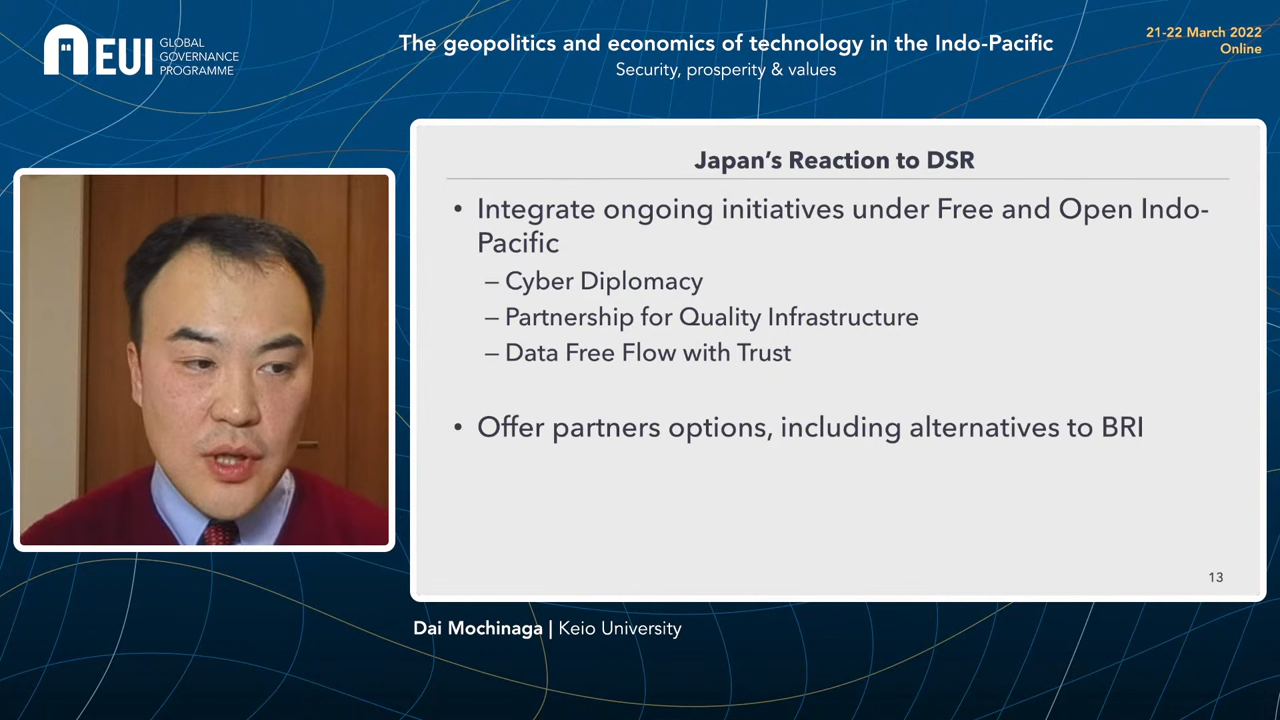 EUI
GLOBAL
GOVERNANCE
PROGRAMME
The geopolitics and economics of technology in the Indo-Pacific
Security, prosperity & values
21-22 March 2022
Online
Japan's Reaction to DSR
• Integrate ongoing initiatives under Free and Open Indo-
Pacific
– Cyber Diplomacy
– Partnership for Quality Infrastructure
– Data Free Flow with Trust
• Offer partners options, including alternatives to BRI
13
Dai Mochinaga | Keio University